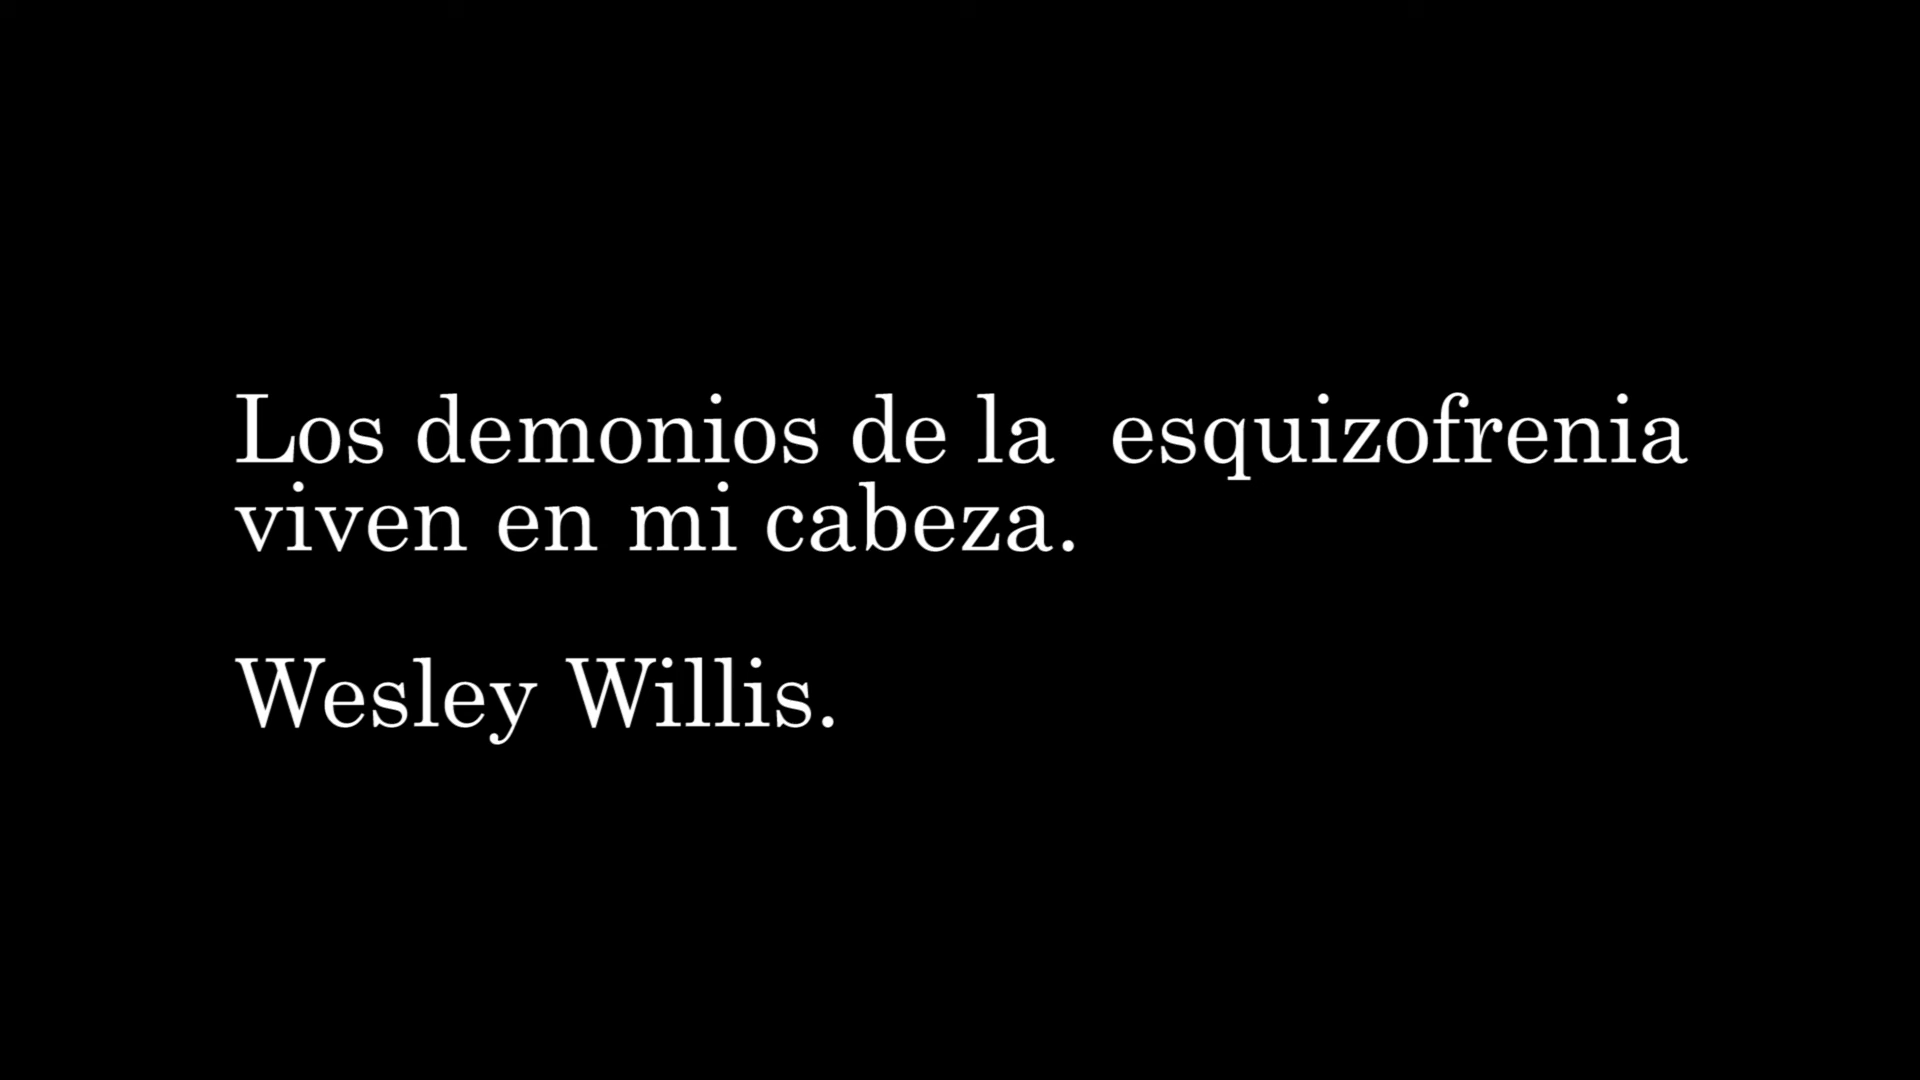 Los demonios de la  esquizofrenia
viven en mi cabeza.
Wesley Willis.